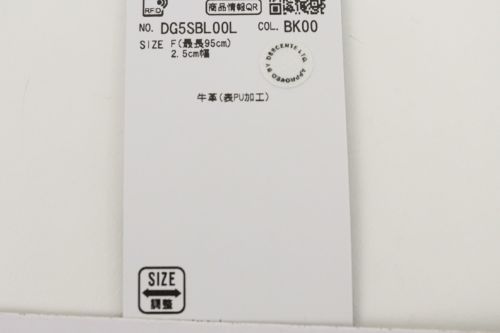 RFID 商品情報QR
NO. DG5SBL00L COL. BK00
SIZE F(最長95cm)
2.5cm幅
APPROVED BY DESCENTE LTD.
牛革(表PU加工)
SIZE
調整